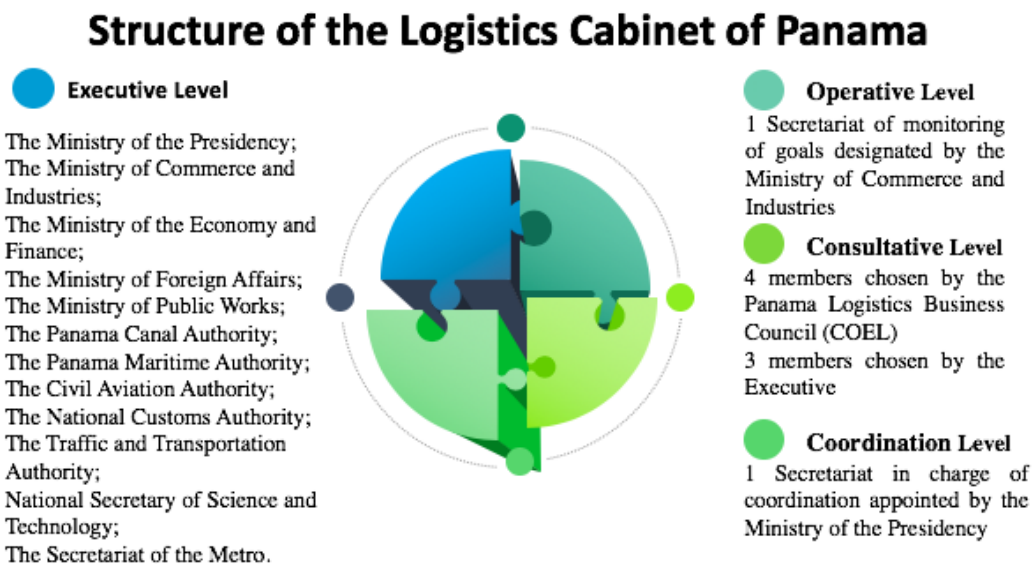 Structure of the Logistics Cabinet of Panama
Executive Level
The Ministry of the Presidency;
The Ministry of Commerce and
Industries;
The Ministry of the Economy and
Finance;
The Ministry of Foreign Affairs;
The Ministry of Public Works;
The Panama Canal Authority;
The Panama Maritime Authority;
The Civil Aviation Authority;
The National Customs Authority;
The Traffic and Transportation
Authority;
National Secretary of Science and
Technology;
The Secretariat of the Metro.
Operative Level
1 Secretariat of monitoring
of goals designated by the
Ministry of Commerce and
Industries
Consultative Level
4 members chosen by the
Panama Logistics Business
Council (COEL)
3 members chosen by the
Executive
Coordination Level
1 Secretariat in charge of
coordination appointed by the
Ministry of the Presidency